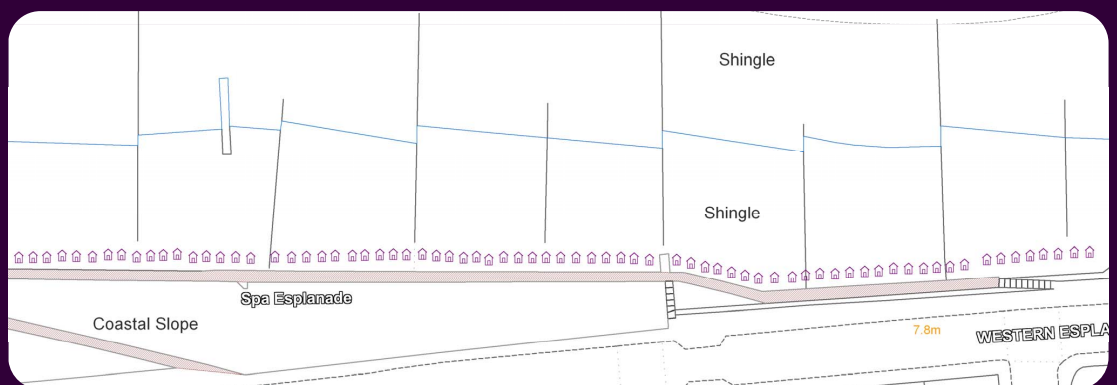 Shingle
Shingle
Spa Esplanade
Coastal Slope
7.8m
WESTERN ESPLA